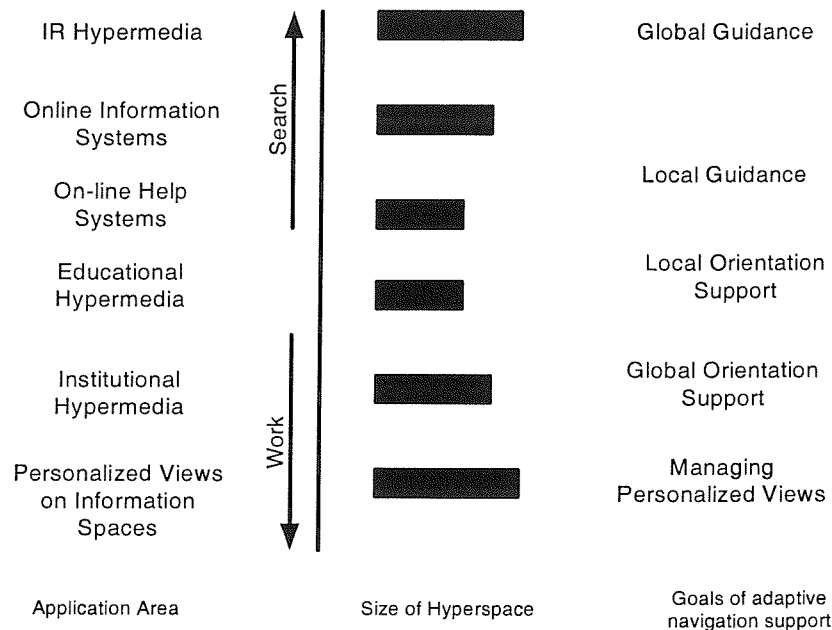 IR Hypermedia
Global Guidance
Online Information
Systems
Search
On-line Help
Systems
Local Guidance
Educational
Hypermedia
Local Orientation
Support
Institutional
Hypermedia
Global Orientation
Support
Work
Personalized Views
on Information
Spaces
Managing
Personalized Views
Application Area
Size of Hyperspace
Goals of adaptive
navigation support